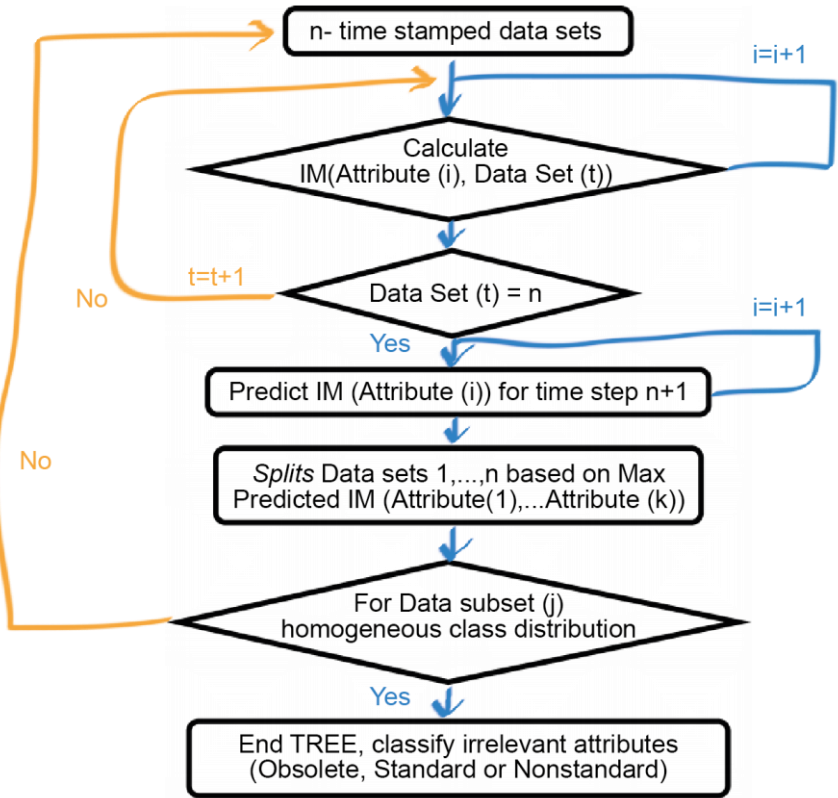 n- time stamped data sets
i=i+1
Calculate
IM(Attribute (i), Data Set (t))
t=t+1
Data Set (t) = n
No
i=i+1
Yes
Predict IM (Attribute (i)) for time step n+1
No
Splits Data sets 1,...,n based on Max
Predicted IM (Attribute(1),...Attribute (k))
For Data subset (j)
homogeneous class distribution
Yes
End TREE, classify irrelevant attributes
(Obsolete, Standard or Nonstandard)